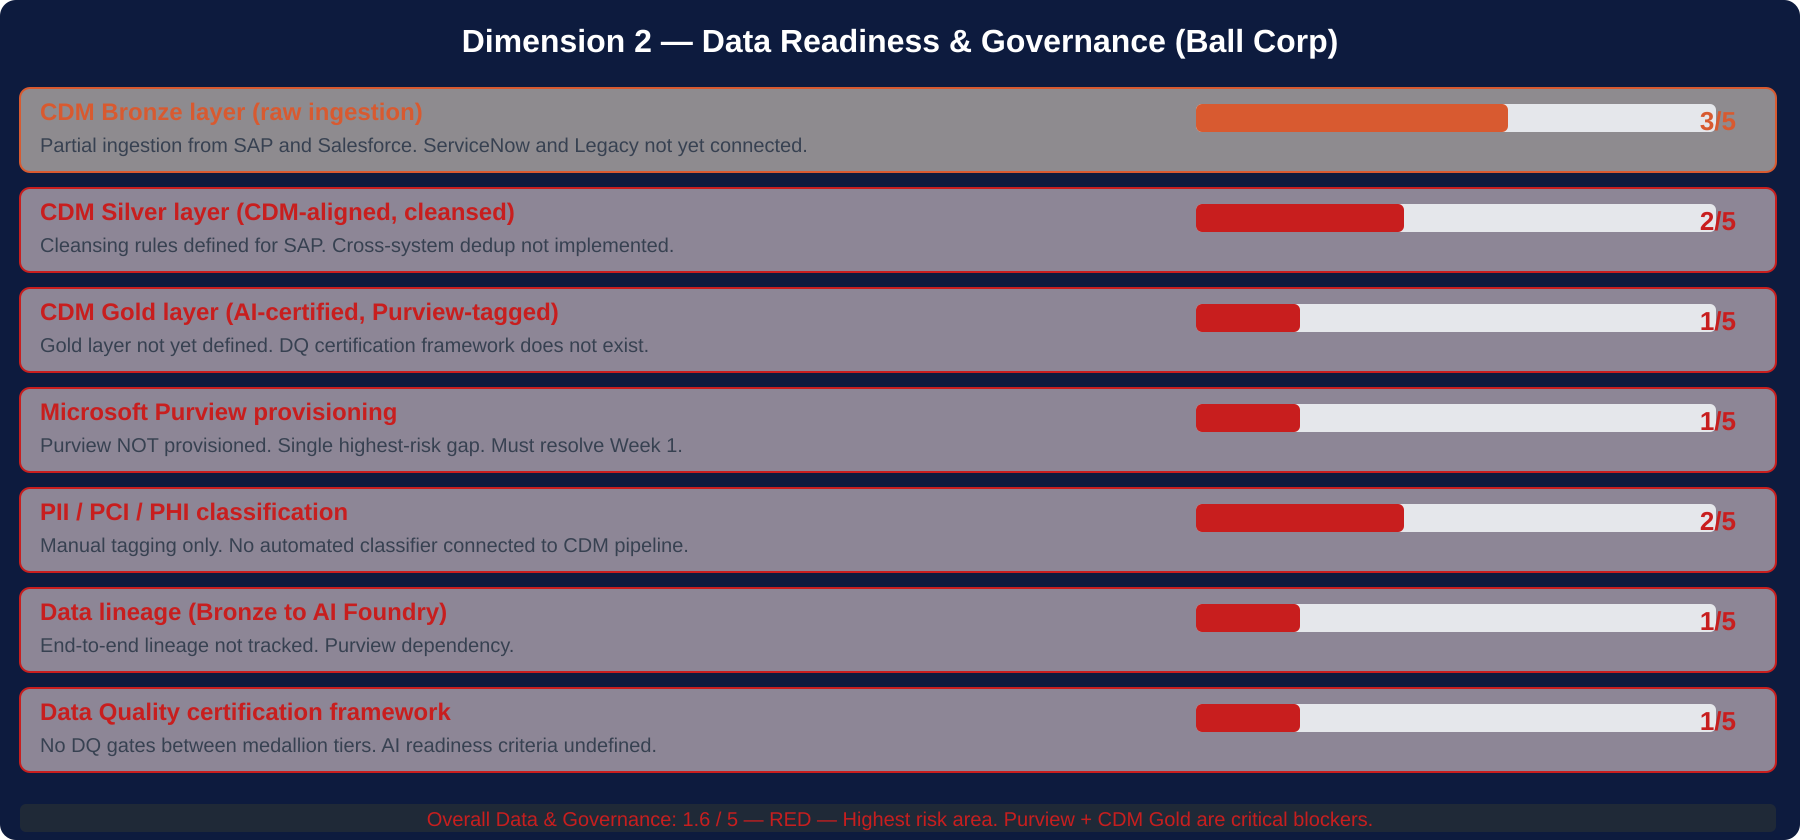 Dimension 2 — Data Readiness & Governance (Ball Corp)
CDM Bronze layer (raw ingestion)
3/5
Partial ingestion from SAP and Salesforce. ServiceNow and Legacy not yet connected.
CDM Silver layer (CDM-aligned, cleansed)
2/5
Cleansing rules defined for SAP. Cross-system dedup not implemented.
CDM Gold layer (AI-certified, Purview-tagged)
1/5
Gold layer not yet defined. DQ certification framework does not exist.
Microsoft Purview provisioning
1/5
Purview NOT provisioned. Single highest-risk gap. Must resolve Week 1.
PII / PCI / PHI classification
2/5
Manual tagging only. No automated classifier connected to CDM pipeline.
Data lineage (Bronze to AI Foundry)
1/5
End-to-end lineage not tracked. Purview dependency.
Data Quality certification framework
1/5
No DQ gates between medallion tiers. AI readiness criteria undefined.
Overall Data & Governance: 1.6 / 5 — RED — Highest risk area. Purview + CDM Gold are critical blockers.